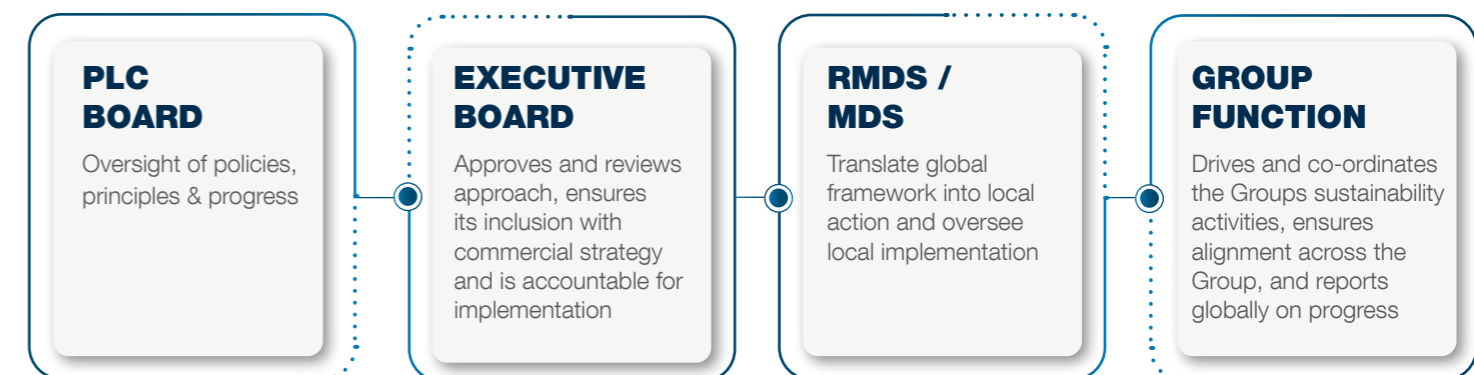 PLC
BOARD
Oversight of policies,
principles & progress
EXECUTIVE
BOARD
Approves and reviews
approach, ensures
its inclusion with
commercial strategy
and is accountable for
implementation
RMDS /
MDS
Translate global
framework into local
action and oversee
local implementation
GROUP
FUNCTION
Drives and co-ordinates
the Groups sustainability
activities, ensures
alignment across the
Group, and reports
globally on progress